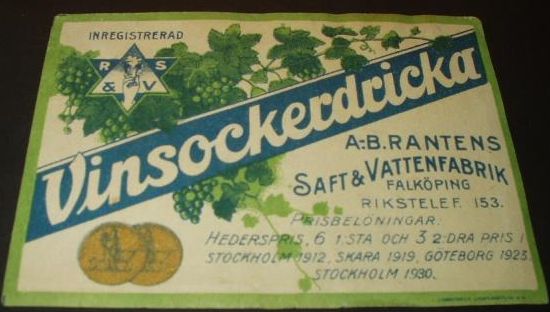 INREGISTRERAD
R S
& V
Vinsockerdricka
A.-B. RANTENS
SAFT & VATTENFABRIK
FALKÖPING
RIKSTELEF. 153.
PRISBELÖNINGAR:
HEDERSPRIS, 6 1:STA OCH 3 2:DRA PRIS I
STOCKHOLM 1912, SKARA 1919, GÖTEBORG 1923
STOCKHOLM 1930.